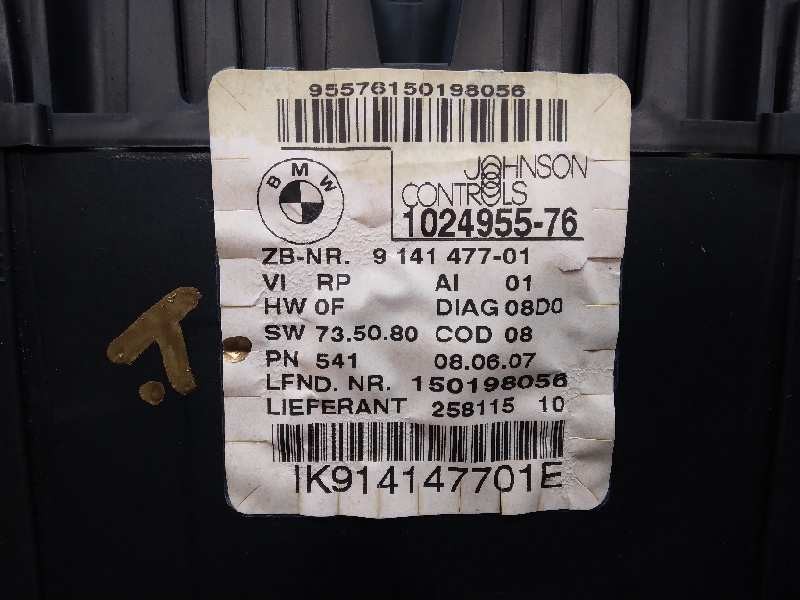 95576150198056
BMW
JOHNSON
CONTROLS
1024955-76
ZB-NR. 9 141 477-01
VI RP AI 01
HW 0F DIAG 08D0
SW 73.50.80 COD 08
PN 541 08.06.07
LFND. NR. 150198056
LIEFERANT 258115 10
IK914147701E